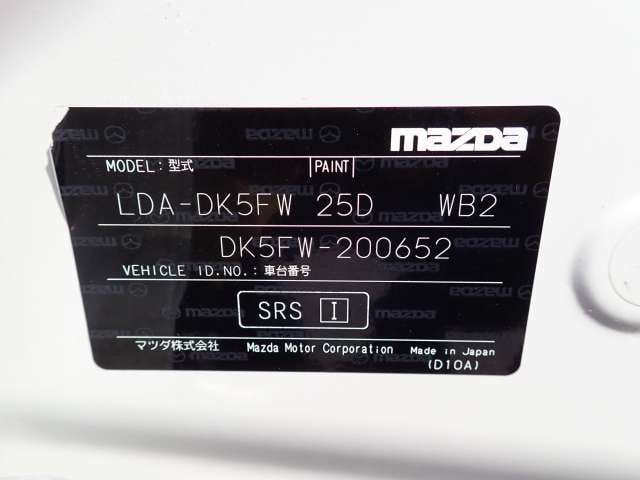 mazda
MODEL:型式 PAINT
LDA-DK5FW 25D WB2
DK5FW-200652
VEHICLE ID.NO.:車台番号
SRS I
マツダ株式会社 Mazda Motor Corporation Made in Japan
(D10A)